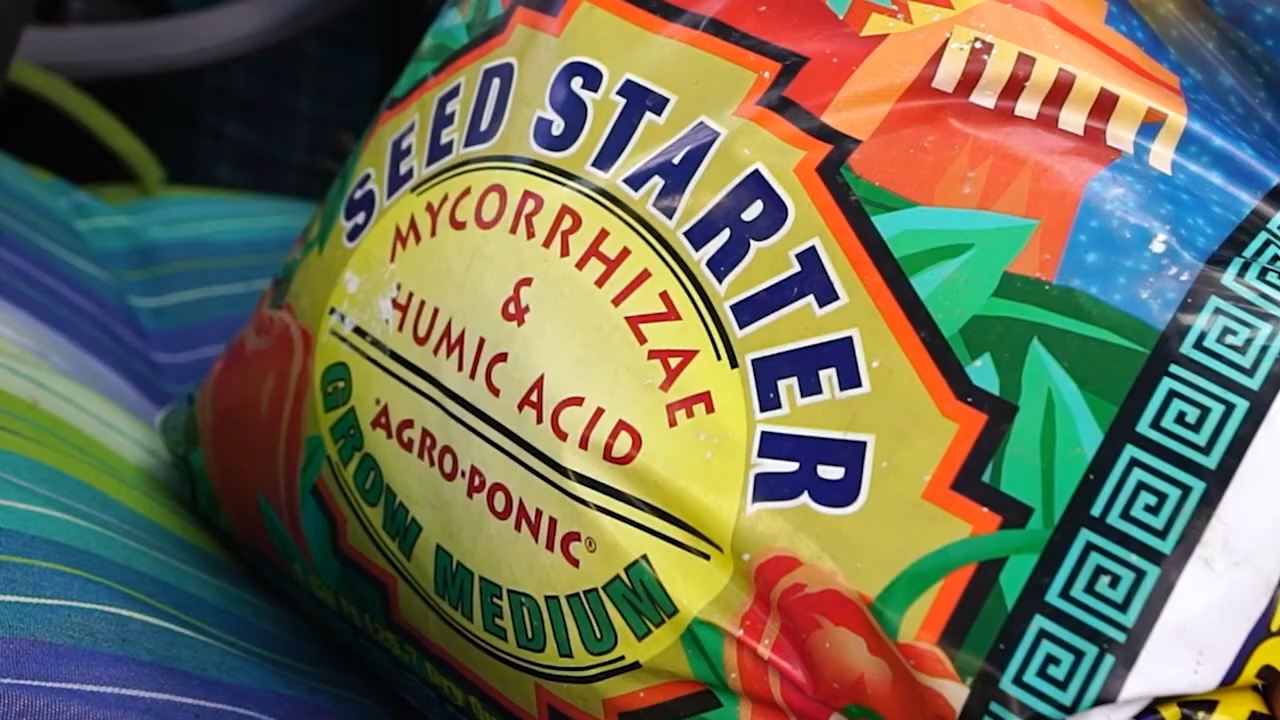 SEED STARTER
MYCORRHIZAE
&
HUMIC ACID
"AGRO-PONIC®
GROW MEDIUM